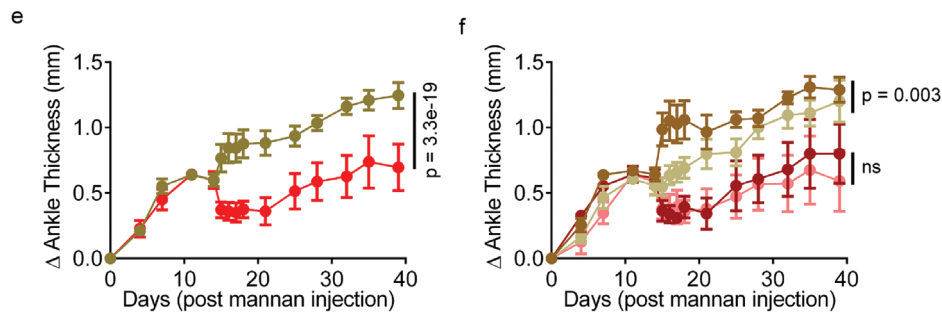 e
f
Δ Ankle Thickness (mm)
1.5
1.0
0.5
0.0
0
10
20
30
40
Days (post mannan injection)
p = 3.3e-19
Δ Ankle Thickness (mm)
1.5
1.0
0.5
0.0
0
10
20
30
40
Days (post mannan injection)
p = 0.003
ns